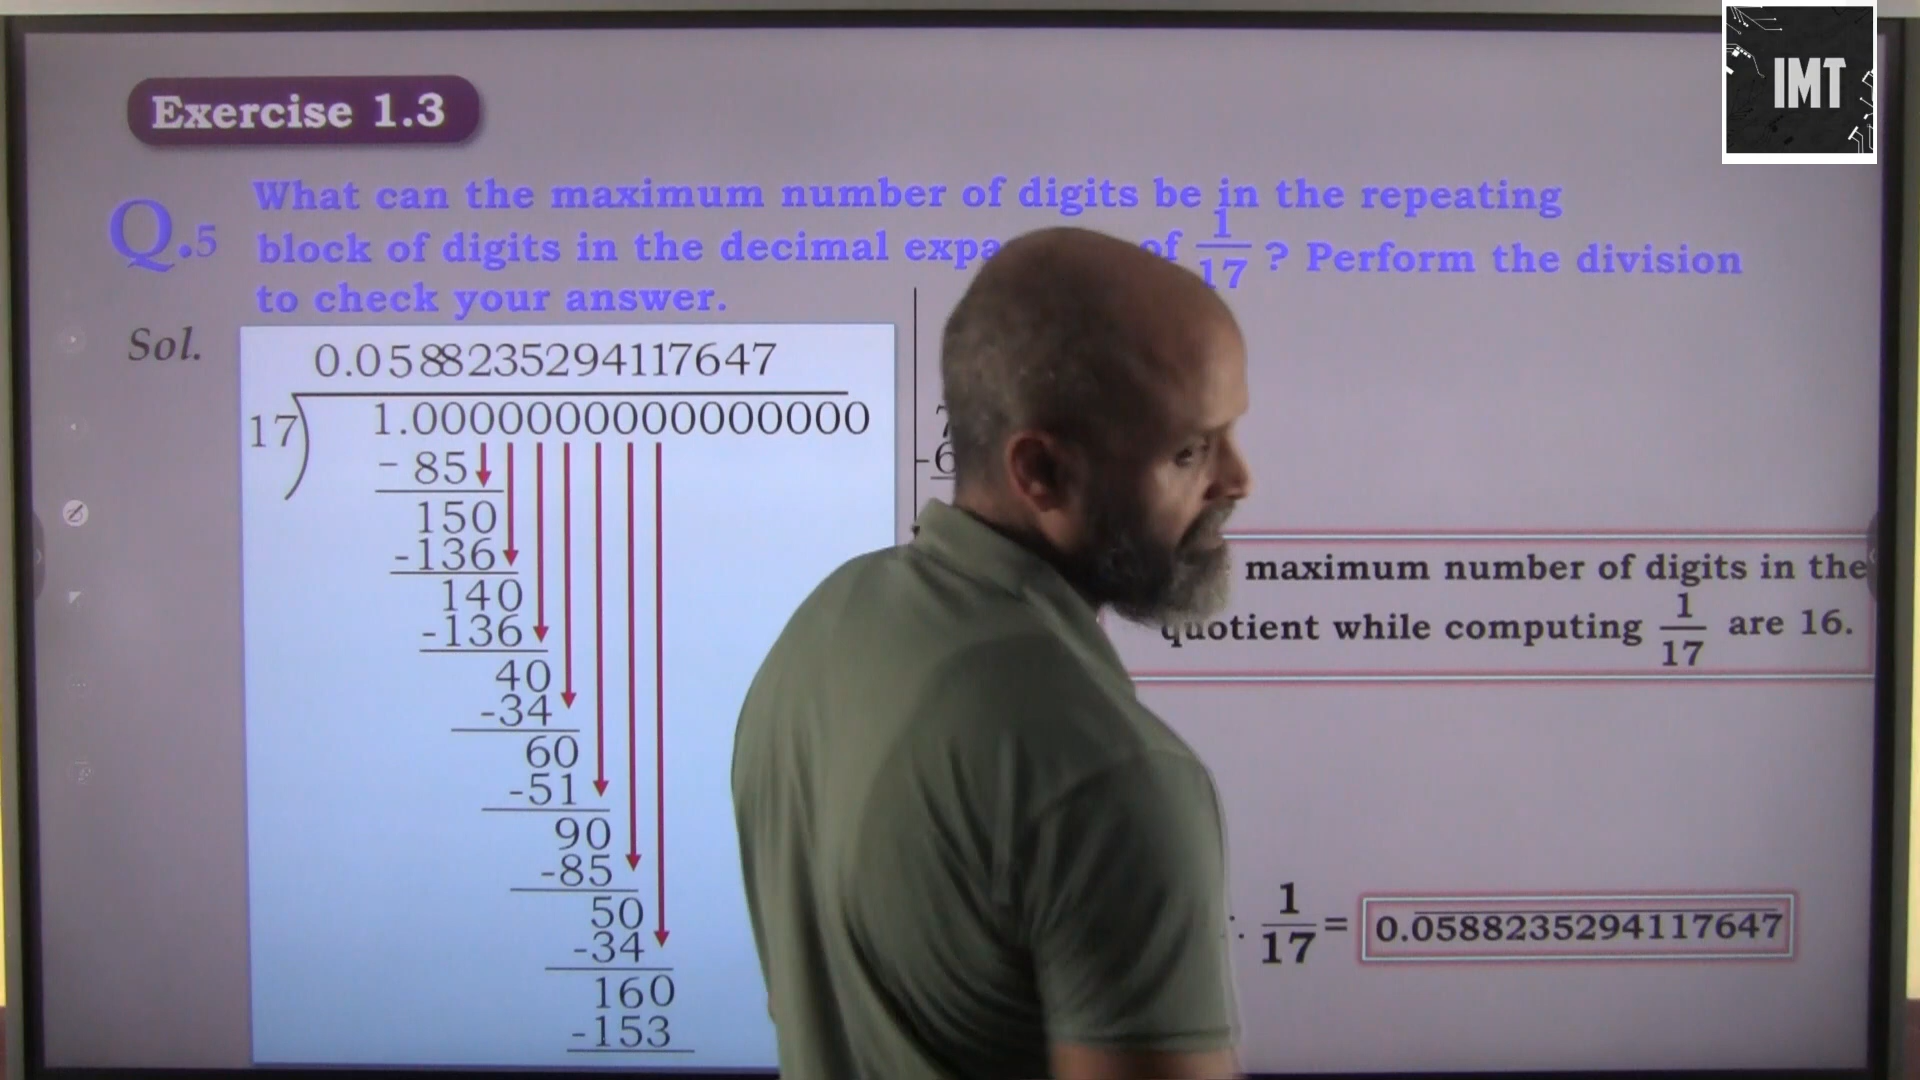 IMT
Exercise 1.3
Q.5 What can the maximum number of digits be in the repeating
block of digits in the decimal of 1/17 ? Perform the division
to check your answer.
Sol.
0.0588235294117647
17 1.0000000000000000
- 85
150
-136
140
-136
40
-34
60
-51
90
-85
50
-34
160
-153
-6
maximum number of digits in the
quotient while computing 1/17 are 16.
1/17 = 0.0588235294117647